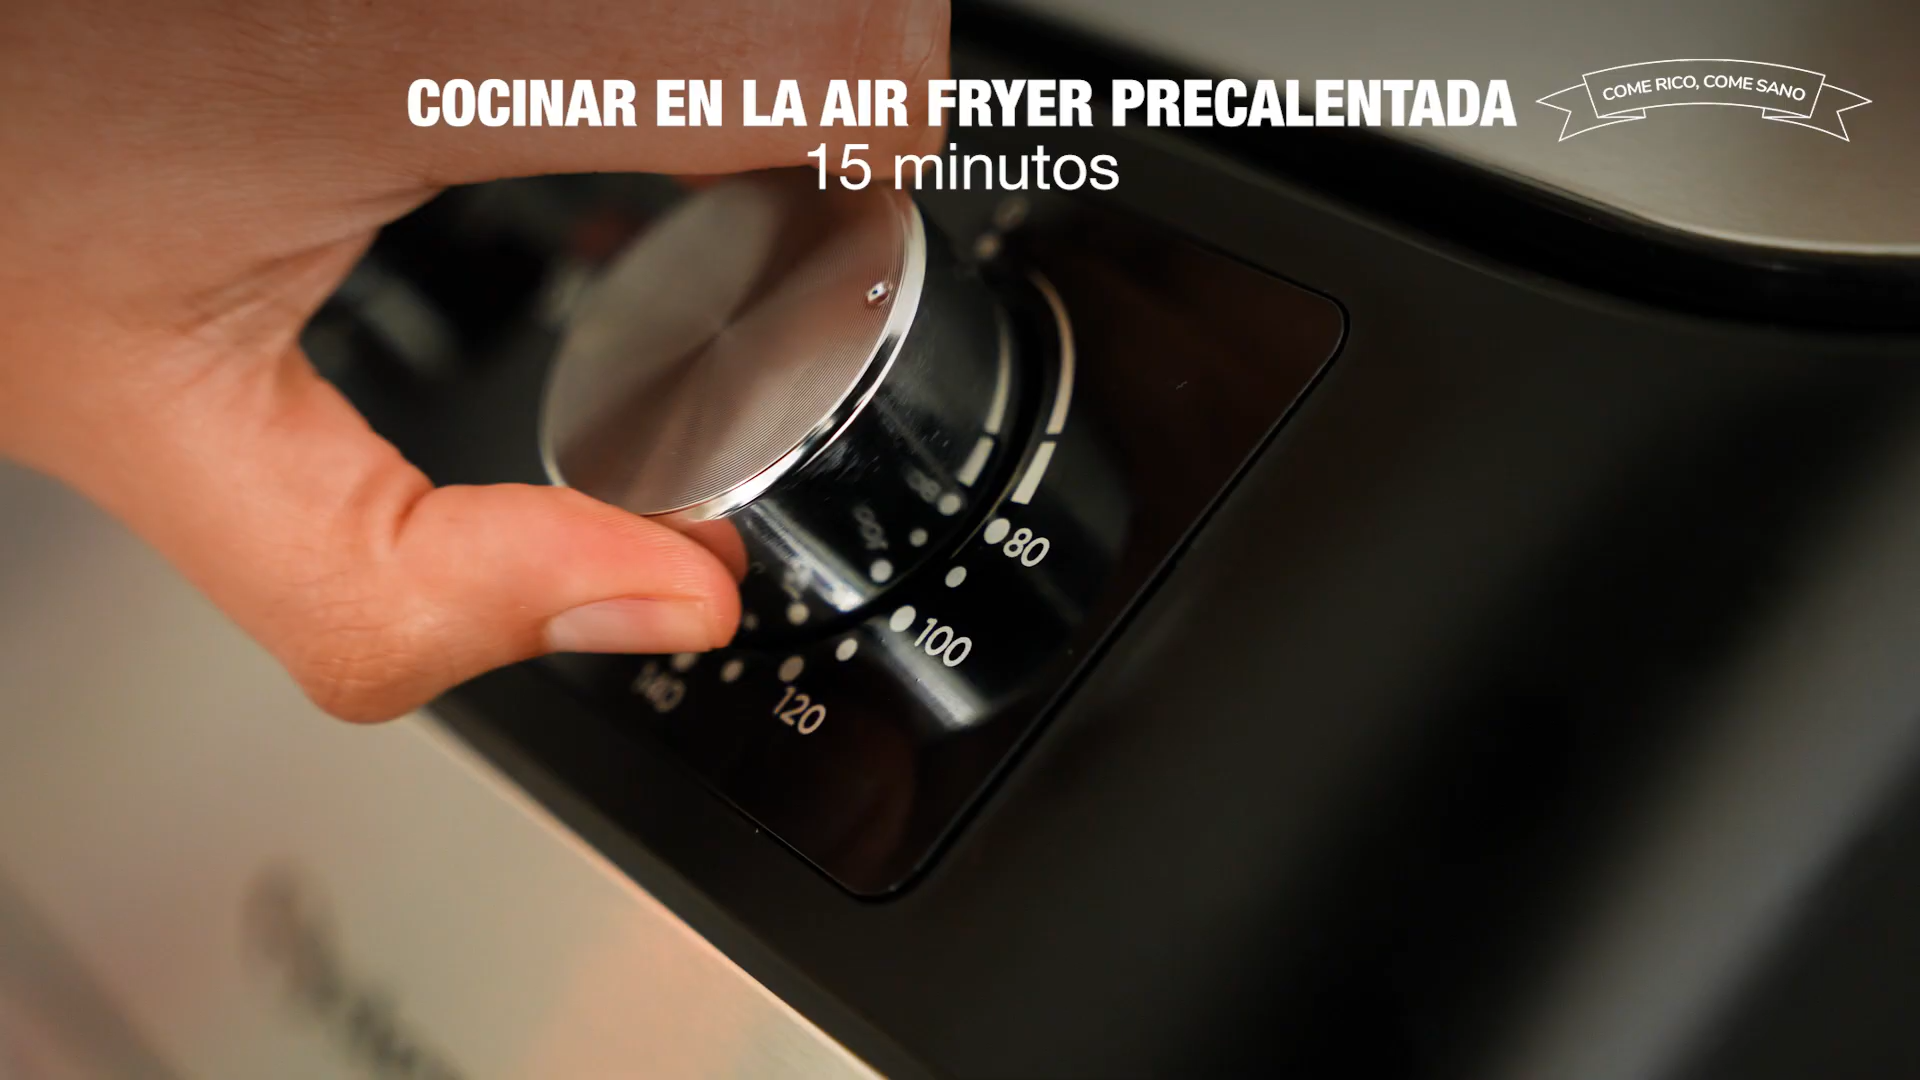 COCINAR EN LA AIR FRYER PRECALENTADA
15 minutos
COME RICO, COME SANO
80
100
120
140